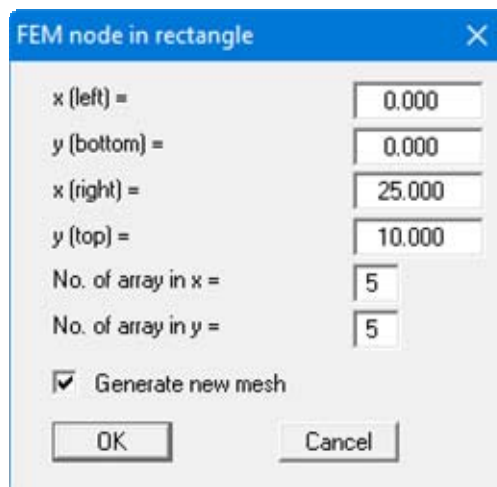 FEM node in rectangle
x (left) = 0.000
y (bottom) = 0.000
x (right) = 25.000
y (top) = 10.000
No. of array in x = 5
No. of array in y = 5
Generate new mesh
OK Cancel